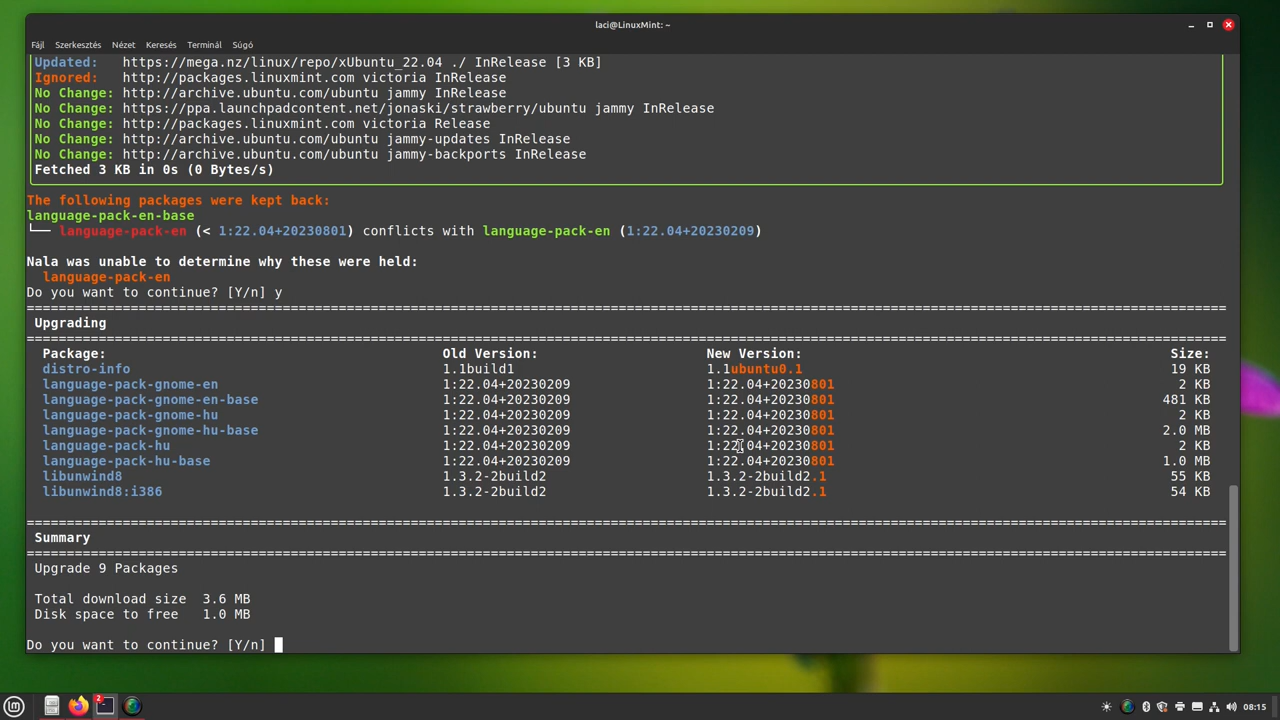 laci@LinuxMint: ~
Fájl Szerkesztés Nézet Keresés Terminál Súgó
Updated: https://mega.nz/linux/repo/xUbuntu_22.04 ./ InRelease [3 KB]
Ignored: http://packages.linuxmint.com victoria InRelease
No Change: http://archive.ubuntu.com/ubuntu jammy InRelease
No Change: https://ppa.launchpadcontent.net/jonaski/strawberry/ubuntu jammy InRelease
No Change: http://packages.linuxmint.com victoria Release
No Change: http://archive.ubuntu.com/ubuntu jammy-updates InRelease
No Change: http://archive.ubuntu.com/ubuntu jammy-backports InRelease
Fetched 3 KB in 0s (0 Bytes/s)
The following packages were kept back:
language-pack-en-base
└── language-pack-en (< 1:22.04+20230801) conflicts with language-pack-en (1:22.04+20230209)
Nala was unable to determine why these were held:
language-pack-en
Do you want to continue? [Y/n] y
Upgrading
Package: Old Version: New Version: Size:
distro-info 1.1build1 1.1ubuntu0.1 19 KB
language-pack-gnome-en 1:22.04+20230209 1:22.04+20230801 2 KB
language-pack-gnome-en-base 1:22.04+20230209 1:22.04+20230801 481 KB
language-pack-gnome-hu 1:22.04+20230209 1:22.04+20230801 2 KB
language-pack-gnome-hu-base 1:22.04+20230209 1:22.04+20230801 2.0 MB
language-pack-hu 1:22.04+20230209 1:22.04+20230801 2 KB
language-pack-hu-base 1:22.04+20230209 1:22.04+20230801 1.0 MB
libunwind8 1.3.2-2build2 1.3.2-2build2.1 55 KB
libunwind8:i386 1.3.2-2build2 1.3.2-2build2.1 54 KB
Summary
Upgrade 9 Packages
Total download size 3.6 MB
Disk space to free 1.0 MB
Do you want to continue? [Y/n]
2
08:15